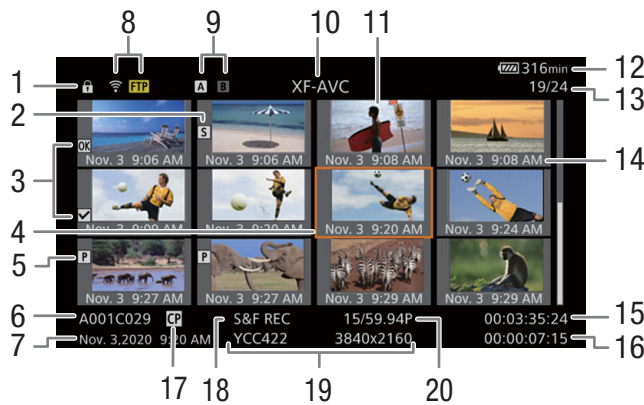 8 9 10 11
316min 12
1 FTP A B XF-AVC 19/24 13
2 S
OK Nov. 3 9:06 AM Nov. 3 9:06 AM Nov. 3 9:08 AM Nov. 3 9:08 AM 14
3
4 Nov. 3 9:20 AM Nov. 3 9:24 AM
5 P P
Nov. 3 9:27 AM Nov. 3 9:27 AM Nov. 3 9:29 AM Nov. 3 9:29 AM
6 A001C029 CP S&F REC 15/59.94P 00:03:35:24 15
7 Nov. 3,2020 9:20 AM YCC422 3840x2160 00:00:07:15 16
17 18 19 20